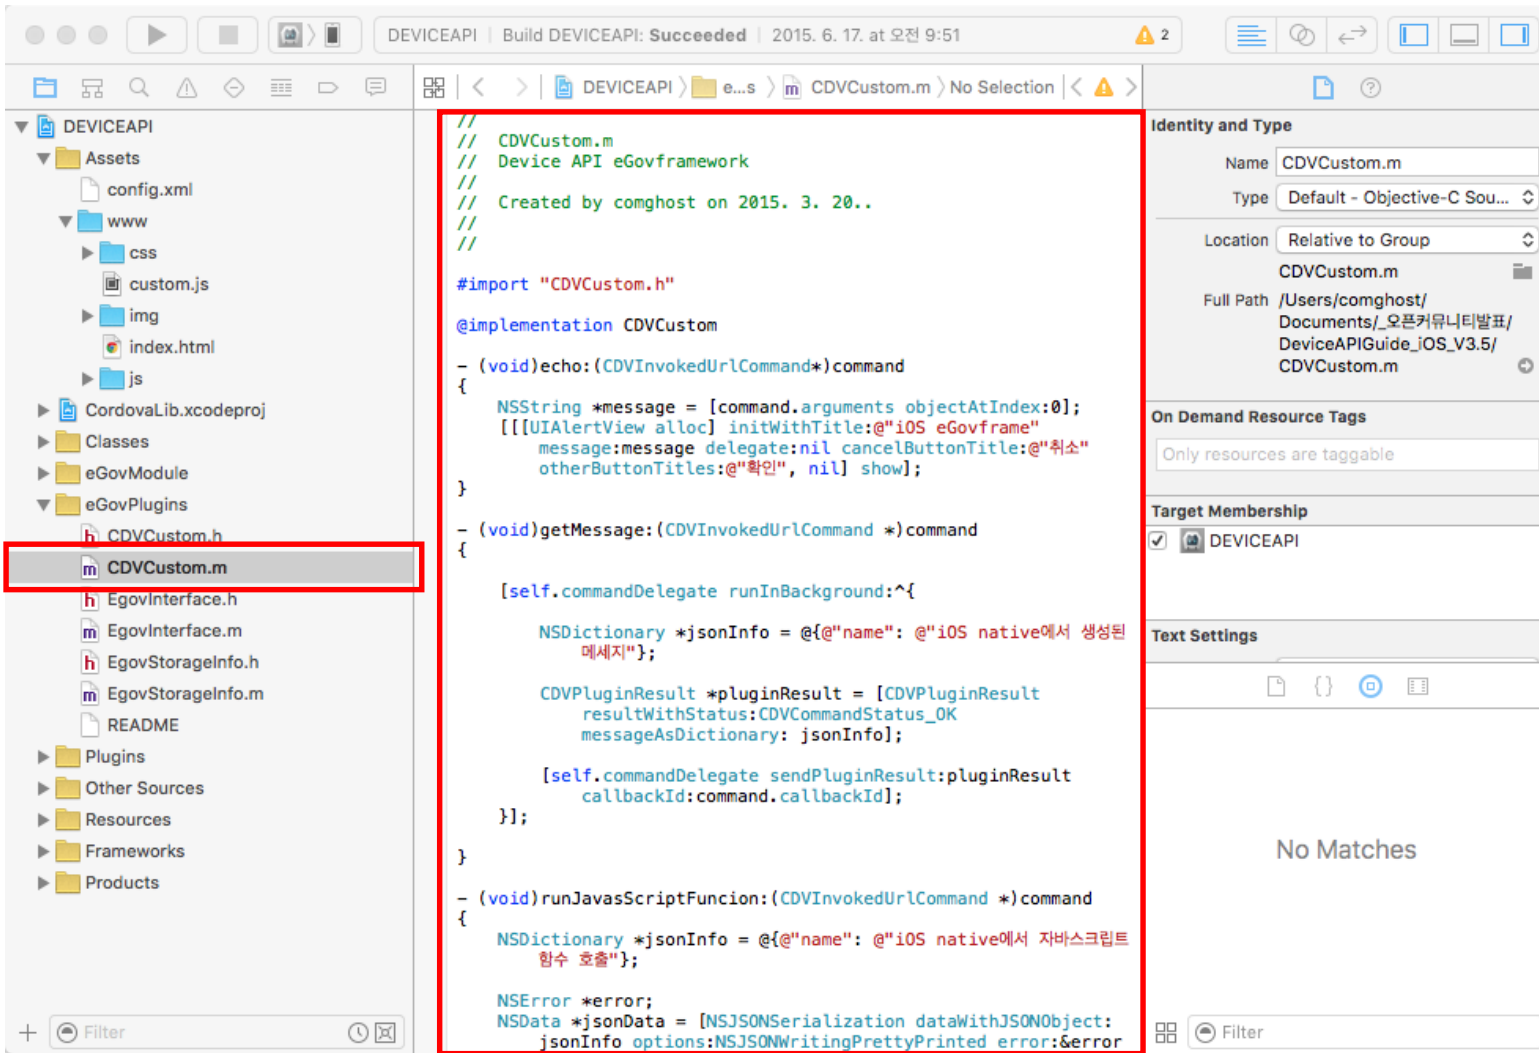 DEVICEAPI | Build DEVICEAPI: Succeeded | 2015. 6. 17. at 오전 9:51
2
DEVICEAPI
Assets
config.xml
www
css
custom.js
img
index.html
js
CordovaLib.xcodeproj
Classes
eGovModule
eGovPlugins
CDVCustom.h
CDVCustom.m
EgovInterface.h
EgovInterface.m
EgovStorageInfo.h
EgovStorageInfo.m
README
Plugins
Other Sources
Resources
Frameworks
Products
Filter
DEVICEAPI e...s CDVCustom.m No Selection
//
// CDVCustom.m
// Device API eGovframework
//
// Created by comghost on 2015. 3. 20..
//
//
#import "CDVCustom.h"
@implementation CDVCustom
- (void)echo:(CDVInvokedUrlCommand*)command
{
NSString *message = [command.arguments objectAtIndex:0];
[[[UIAlertView alloc] initWithTitle:@"iOS eGovframe"
message:message delegate:nil cancelButtonTitle:@"취소"
otherButtonTitles:@"확인", nil] show];
}
- (void)getMessage:(CDVInvokedUrlCommand *)command
{
[self.commandDelegate runInBackground:^{
NSDictionary *jsonInfo = @{@"name": @"iOS native에서 생성된
메세지"};
CDVPluginResult *pluginResult = [CDVPluginResult
resultWithStatus:CDVCommandStatus_OK
messageAsDictionary: jsonInfo];
[self.commandDelegate sendPluginResult:pluginResult
callbackId:command.callbackId];
}];
}
- (void)runJavasScriptFuncion:(CDVInvokedUrlCommand *)command
{
NSDictionary *jsonInfo = @{@"name": @"iOS native에서 자바스크립트
함수 호출"};
NSError *error;
NSData *jsonData = [NSJSONSerialization dataWithJSONObject:
jsonInfo options:NSJSONWritingPrettyPrinted error:&error
Identity and Type
Name CDVCustom.m
Type Default - Objective-C Sou...
Location Relative to Group
CDVCustom.m
Full Path /Users/comghost/
Documents/_오픈커뮤니티발표/
DeviceAPIGuide_iOS_V3.5/
CDVCustom.m
On Demand Resource Tags
Only resources are taggable
Target Membership
DEVICEAPI
Text Settings
No Matches
Filter